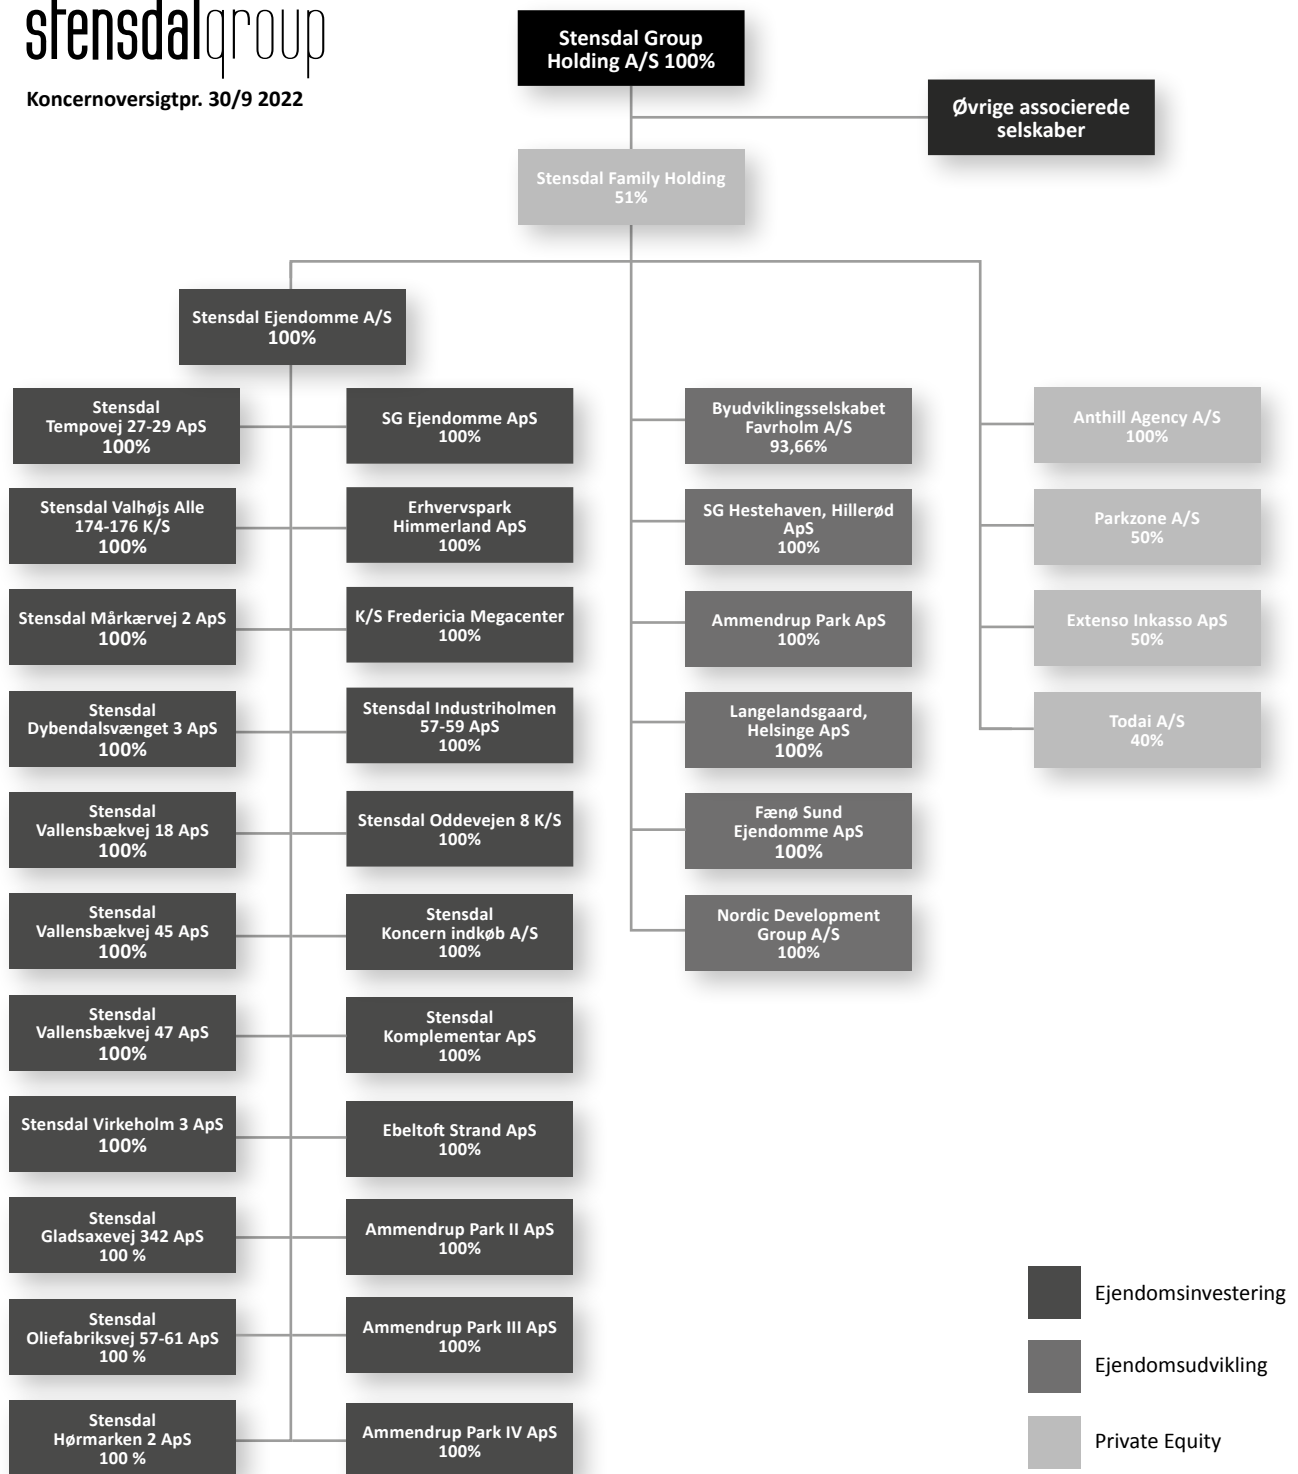 stensdalgroup
Koncernoversigtpr. 30/9 2022
Stensdal Group
Holding A/S 100%
Øvrige associerede
selskaber
Stensdal Family Holding
51%
Stensdal Ejendomme A/S
100%
Stensdal
Tempovej 27-29 ApS
100%
Stensdal Valhøjs Alle
174-176 K/S
100%
Stensdal Mårkærvej 2 ApS
100%
Stensdal
Dybendalsvænget 3 ApS
100%
Stensdal
Vallensbækvej 18 ApS
100%
Stensdal
Vallensbækvej 45 ApS
100%
Stensdal
Vallensbækvej 47 ApS
100%
Stensdal Virkeholm 3 ApS
100%
Stensdal
Gladsaxevej 342 ApS
100 %
Stensdal
Oliefabriksvej 57-61 ApS
100 %
Stensdal
Hørmarken 2 ApS
100 %
SG Ejendomme ApS
100%
Erhvervspark
Himmerland ApS
100%
K/S Fredericia Megacenter
100%
Stensdal Industriholmen
57-59 ApS
100%
Stensdal Oddevejen 8 K/S
100%
Stensdal
Koncern indkøb A/S
100%
Stensdal
Komplementar ApS
100%
Ebeltoft Strand ApS
100%
Ammendrup Park II ApS
100%
Ammendrup Park III ApS
100%
Ammendrup Park IV ApS
100%
Byudviklingsselskabet
Favrholm A/S
93,66%
SG Hestehaven, Hillerød
ApS
100%
Ammendrup Park ApS
100%
Langelandsgaard,
Helsinge ApS
100%
Fænø Sund
Ejendomme ApS
100%
Nordic Development
Group A/S
100%
Anthill Agency A/S
100%
Parkzone A/S
50%
Extenso Inkasso ApS
50%
Todai A/S
40%
Ejendomsinvestering
Ejendomsudvikling
Private Equity